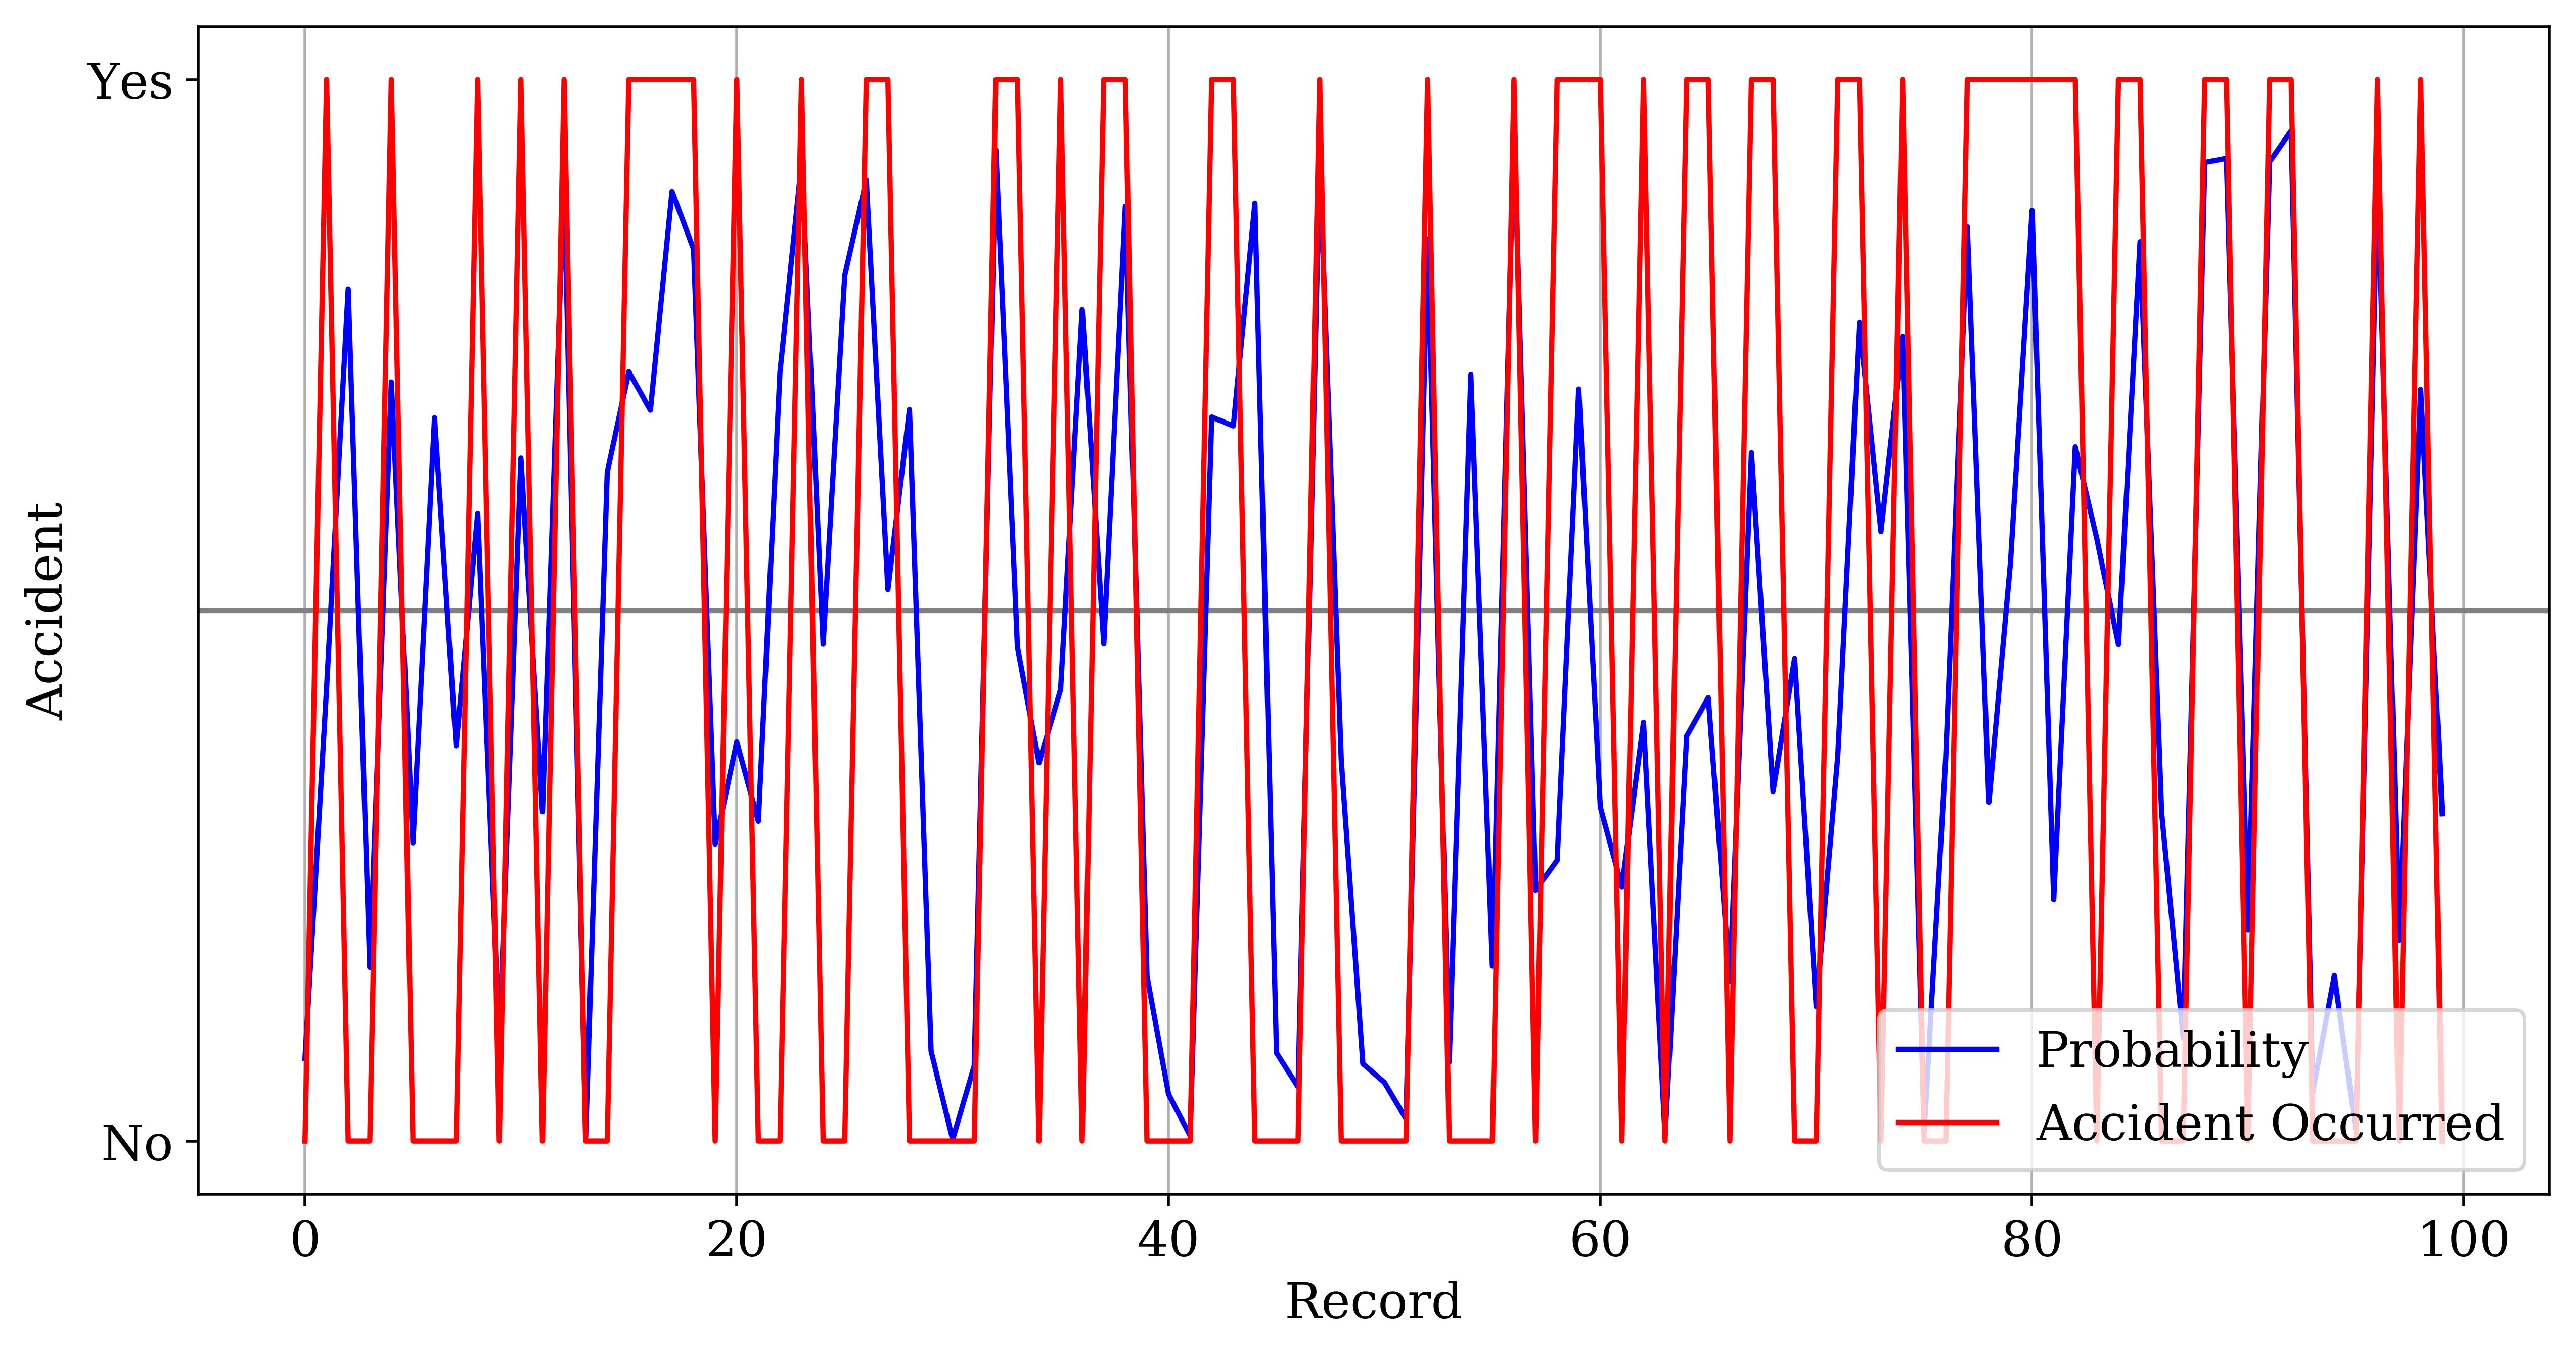 Yes
No
Accident
0 20 40 60 80 100
Record
Probability
Accident Occurred